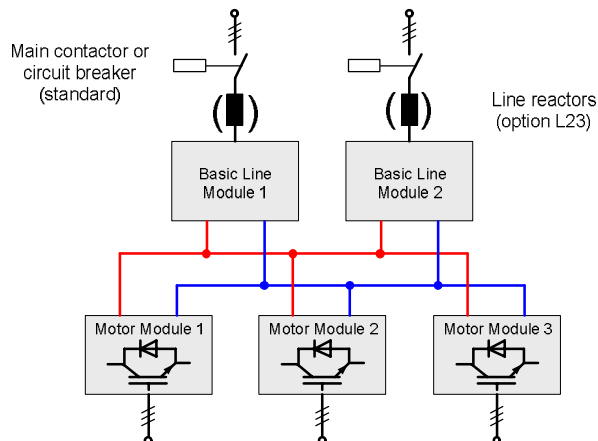 Main contactor or
circuit breaker
(standard)
Line reactors
(option L23)
Basic Line
Module 1
Basic Line
Module 2
Motor Module 1
Motor Module 2
Motor Module 3